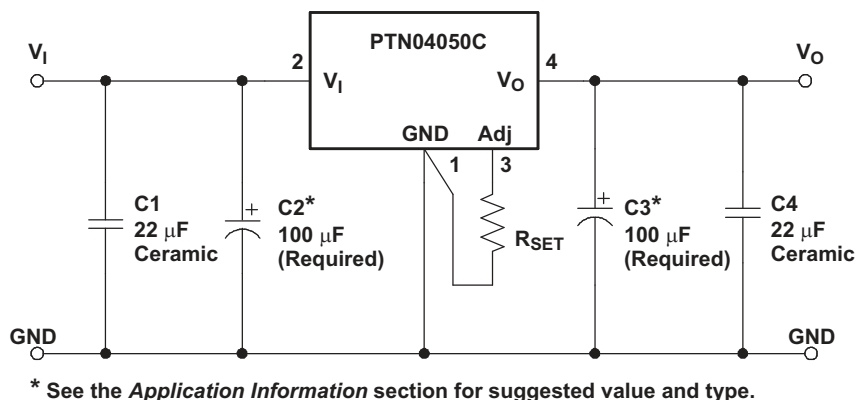 PTN04050C
V_I
2
V_I
V_O
4
V_O
GND
Adj
1
3
C1
22 μF
Ceramic
+
C2*
100 μF
(Required)
R_SET
+
C3*
100 μF
(Required)
C4
22 μF
Ceramic
GND
GND
* See the Application Information section for suggested value and type.